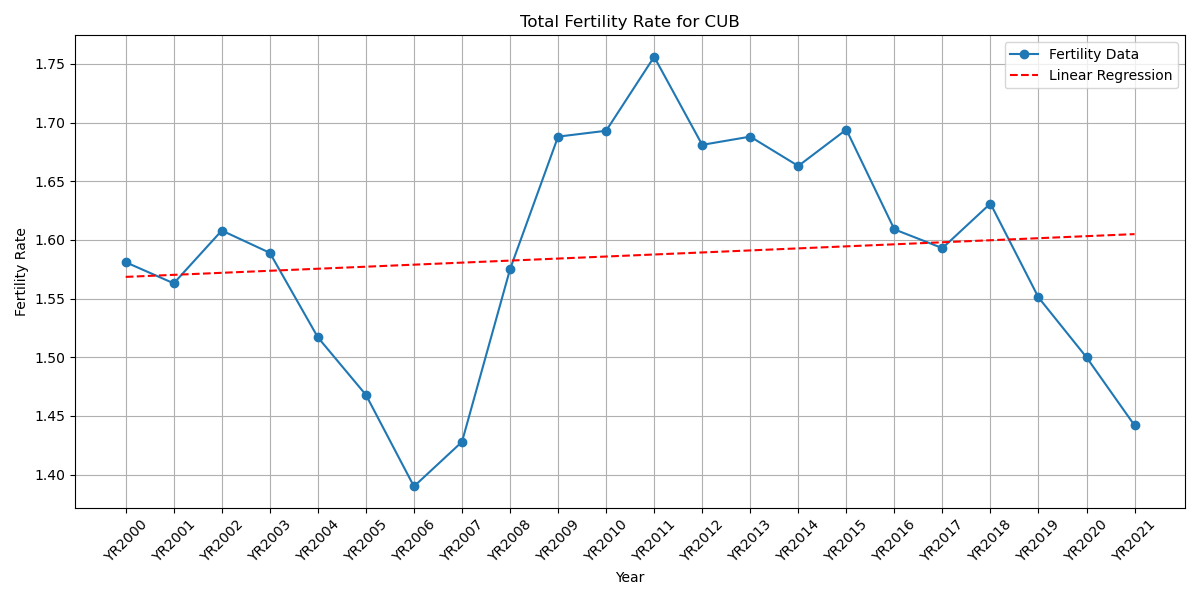 Total Fertility Rate for CUB
Fertility Data
Linear Regression
Fertility Rate
1.75
1.70
1.65
1.60
1.55
1.50
1.45
1.40
YR2000
YR2001
YR2002
YR2003
YR2004
YR2005
YR2006
YR2007
YR2008
YR2009
YR2010
YR2011
YR2012
YR2013
YR2014
YR2015
YR2016
YR2017
YR2018
YR2019
YR2020
YR2021
Year